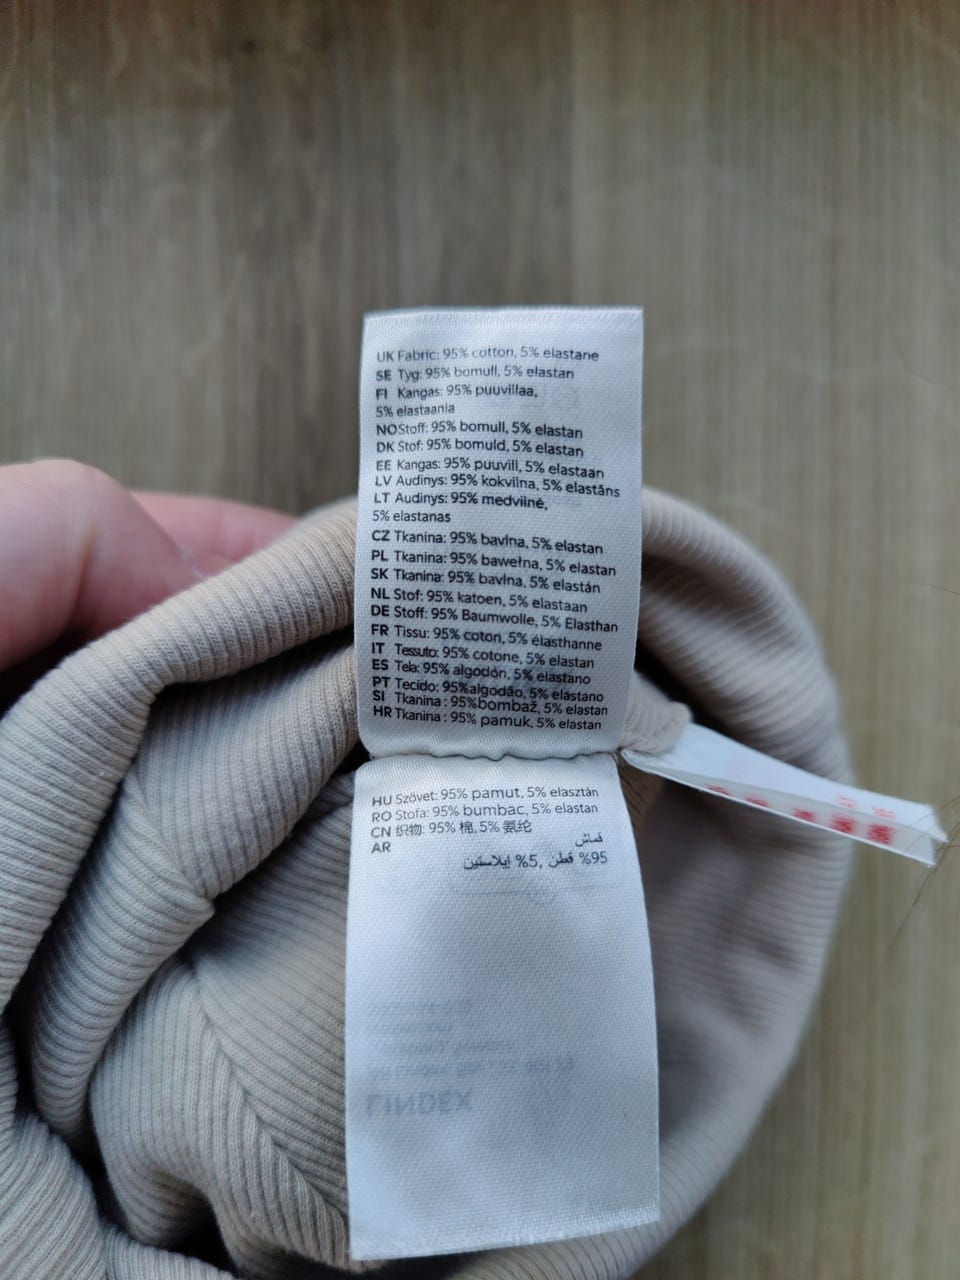 UK Fabric: 95% cotton, 5% elastane
SE Tyg: 95% bomull, 5% elastan
FI Kangas: 95% puuvillaa,
5% elastaania
NO Stoff: 95% bomull, 5% elastan
DK Stof: 95% bomuld, 5% elastan
EE Kangas: 95% puuvill, 5% elastaan
LV Audinys: 95% kokvilna, 5% elastāns
LT Audinys: 95% medvilnė,
5% elastanas
CZ Tkanina: 95% bavlna, 5% elastan
PL Tkanina: 95% bawełna, 5% elastan
SK Tkanina: 95% bavlna, 5% elastán
NL Stof: 95% katoen, 5% elastaan
DE Stoff: 95% Baumwolle, 5% Elasthan
FR Tissu: 95% coton, 5% élasthanne
IT Tessuto: 95% cotone, 5% elastan
ES Tela: 95% algodón, 5% elastano
PT Tecido: 95%algodão, 5% elastano
SI Tkanina : 95%bombaž, 5% elastan
HR Tkanina : 95% pamuk, 5% elastan
HU Szövet: 95% pamut, 5% elasztán
RO Stofa: 95% bumbac, 5% elastan
CN 织物: 95% 棉, 5% 氨纶
AR قماش
95% قطن, 5% إيلاستين
LINDEX